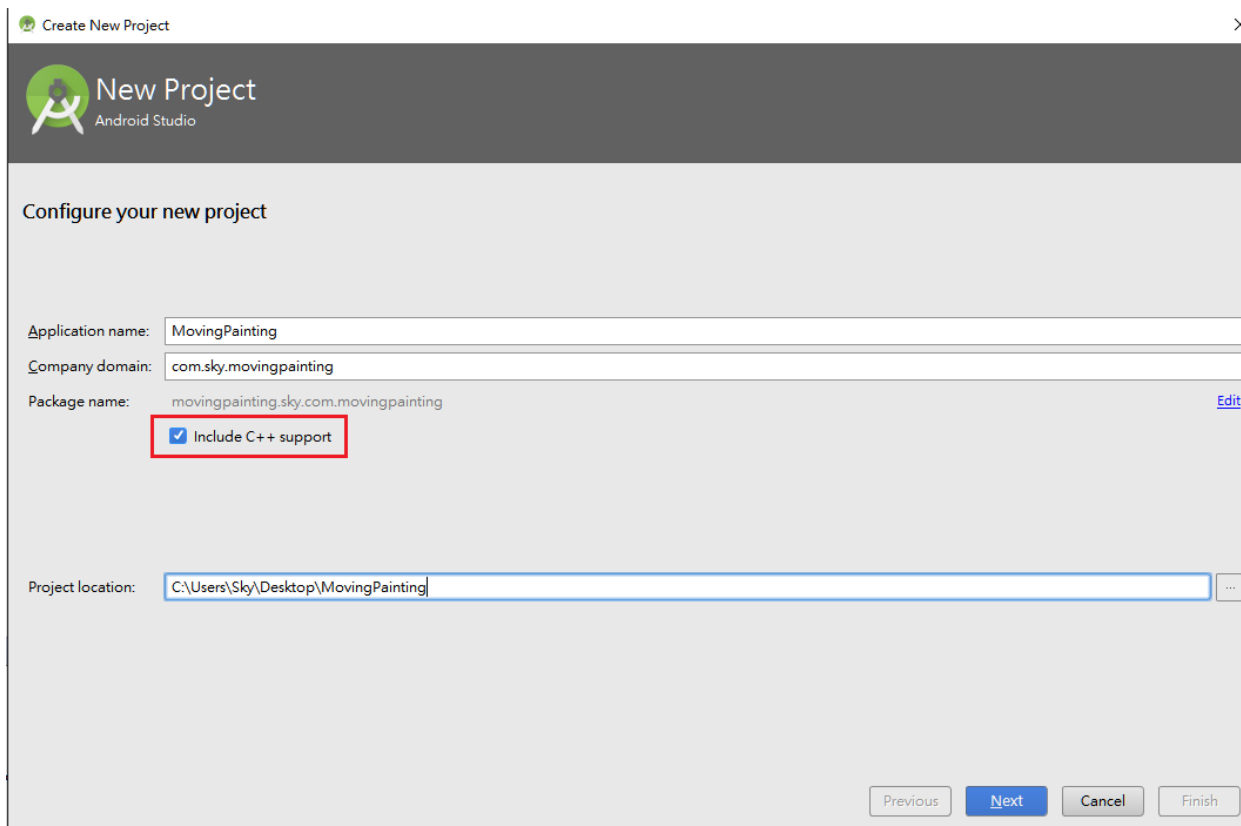 Create New Project
New Project
Android Studio
Configure your new project
Application name: MovingPainting
Company domain: com.sky.movingpainting
Package name: movingpainting.sky.com.movingpainting Edit
Include C++ support
Project location: C:\Users\Sky\Desktop\MovingPainting ...
Previous Next Cancel Finish